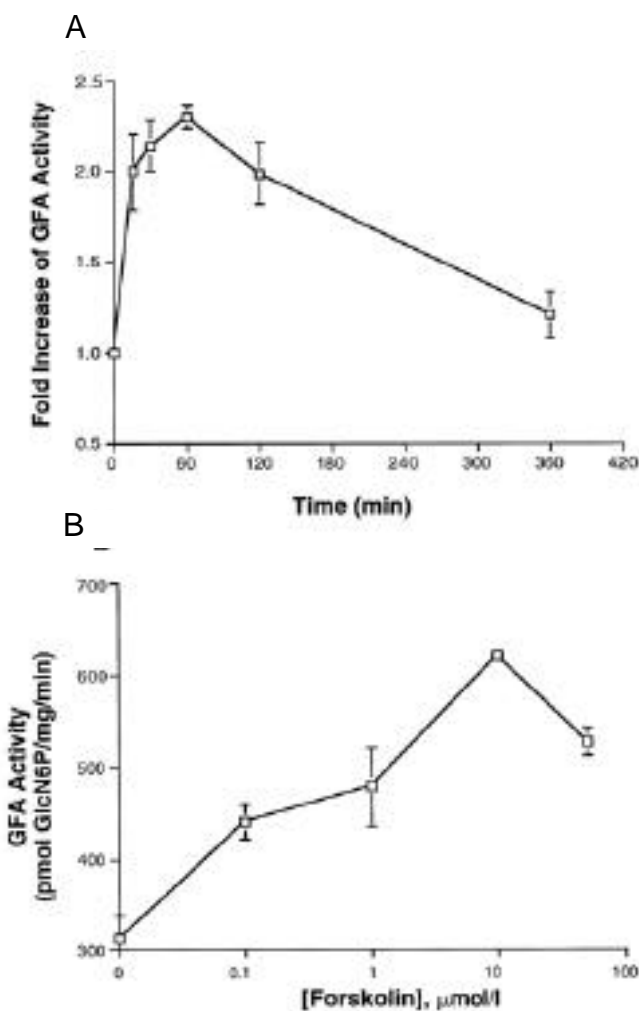 A
Fold Increase of GFA Activity
2.5
2.0
1.5
1.0
0.5
0 60 120 180 240 300 360 420
Time (min)
B
GFA Activity
(pmol GlcN6P/mg/min)
700
600
500
400
300
0 0.1 1 10 100
[Forskolin], μmol/l